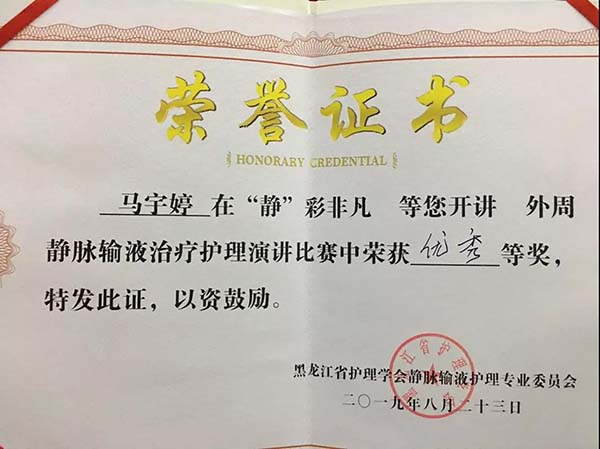 荣誉证书
HONORARY CREDENTIAL
马宇婷 在“静”彩非凡 等您开讲 外周
静脉输液治疗护理演讲比赛中荣获 优秀 等奖，
特发此证，以资鼓励。
黑龙江省护理学会静脉输液护理专业委员会
二〇一九年八月二十三日